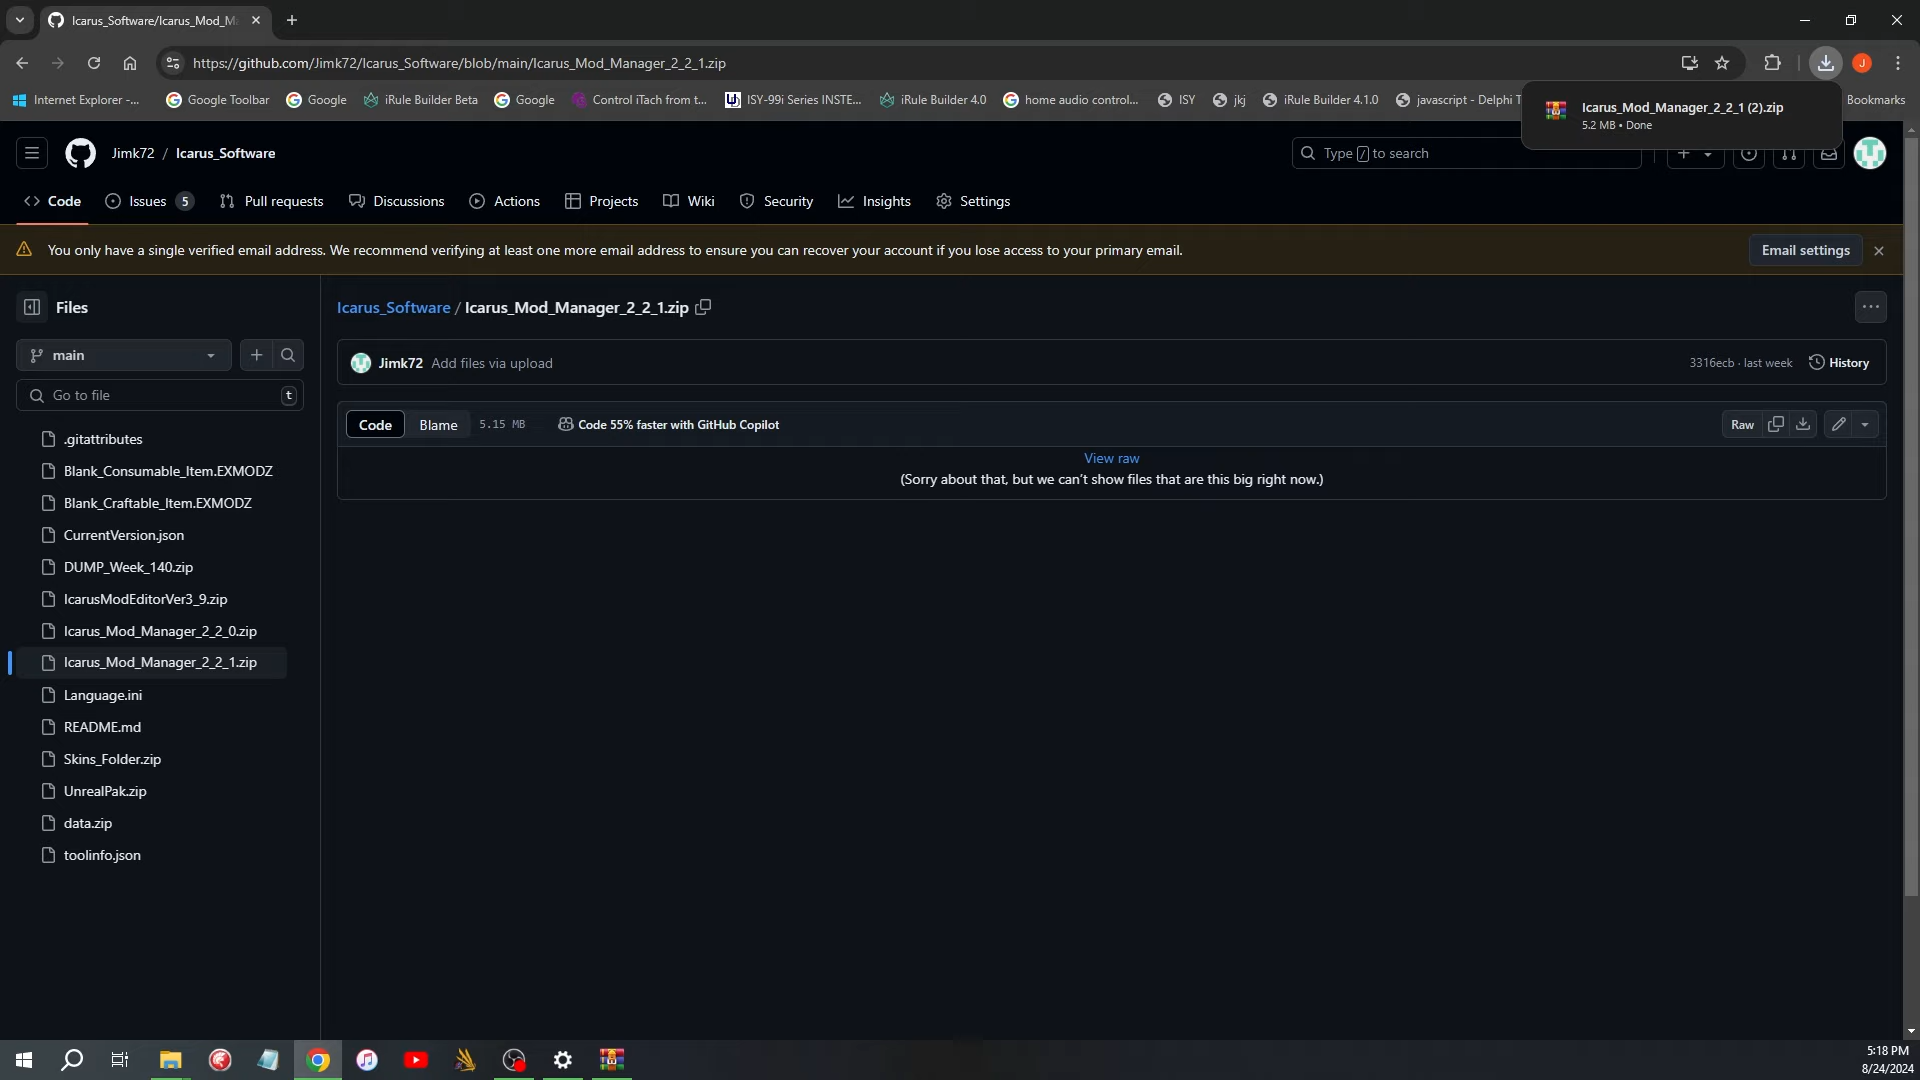 Icarus_Software/Icarus_Mod_M
https://github.com/Jimk72/Icarus_Software/blob/main/Icarus_Mod_Manager_2_2_1.zip
J
Internet Explorer -...
Google Toolbar
Google
iRule Builder Beta
Google
Control iTach from t...
ISY-99i Series INSTE...
iRule Builder 4.0
home audio control...
ISY
jkj
iRule Builder 4.1.0
javascript - Delphi T
Bookmarks
Icarus_Mod_Manager_2_2_1 (2).zip
5.2 MB • Done
Jimk72 / Icarus_Software
Type / to search
Code
Issues 5
Pull requests
Discussions
Actions
Projects
Wiki
Security
Insights
Settings
You only have a single verified email address. We recommend verifying at least one more email address to ensure you can recover your account if you lose access to your primary email.
Email settings
Files
Icarus_Software / Icarus_Mod_Manager_2_2_1.zip
main
Jimk72 Add files via upload
3316ecb · last week
History
Go to file
t
Code
Blame
5.15 MB
Code 55% faster with GitHub Copilot
Raw
View raw
(Sorry about that, but we can’t show files that are this big right now.)
.gitattributes
Blank_Consumable_Item.EXMODZ
Blank_Craftable_Item.EXMODZ
CurrentVersion.json
DUMP_Week_140.zip
IcarusModEditorVer3_9.zip
Icarus_Mod_Manager_2_2_0.zip
Icarus_Mod_Manager_2_2_1.zip
Language.ini
README.md
Skins_Folder.zip
UnrealPak.zip
data.zip
toolinfo.json
5:18 PM
8/24/2024